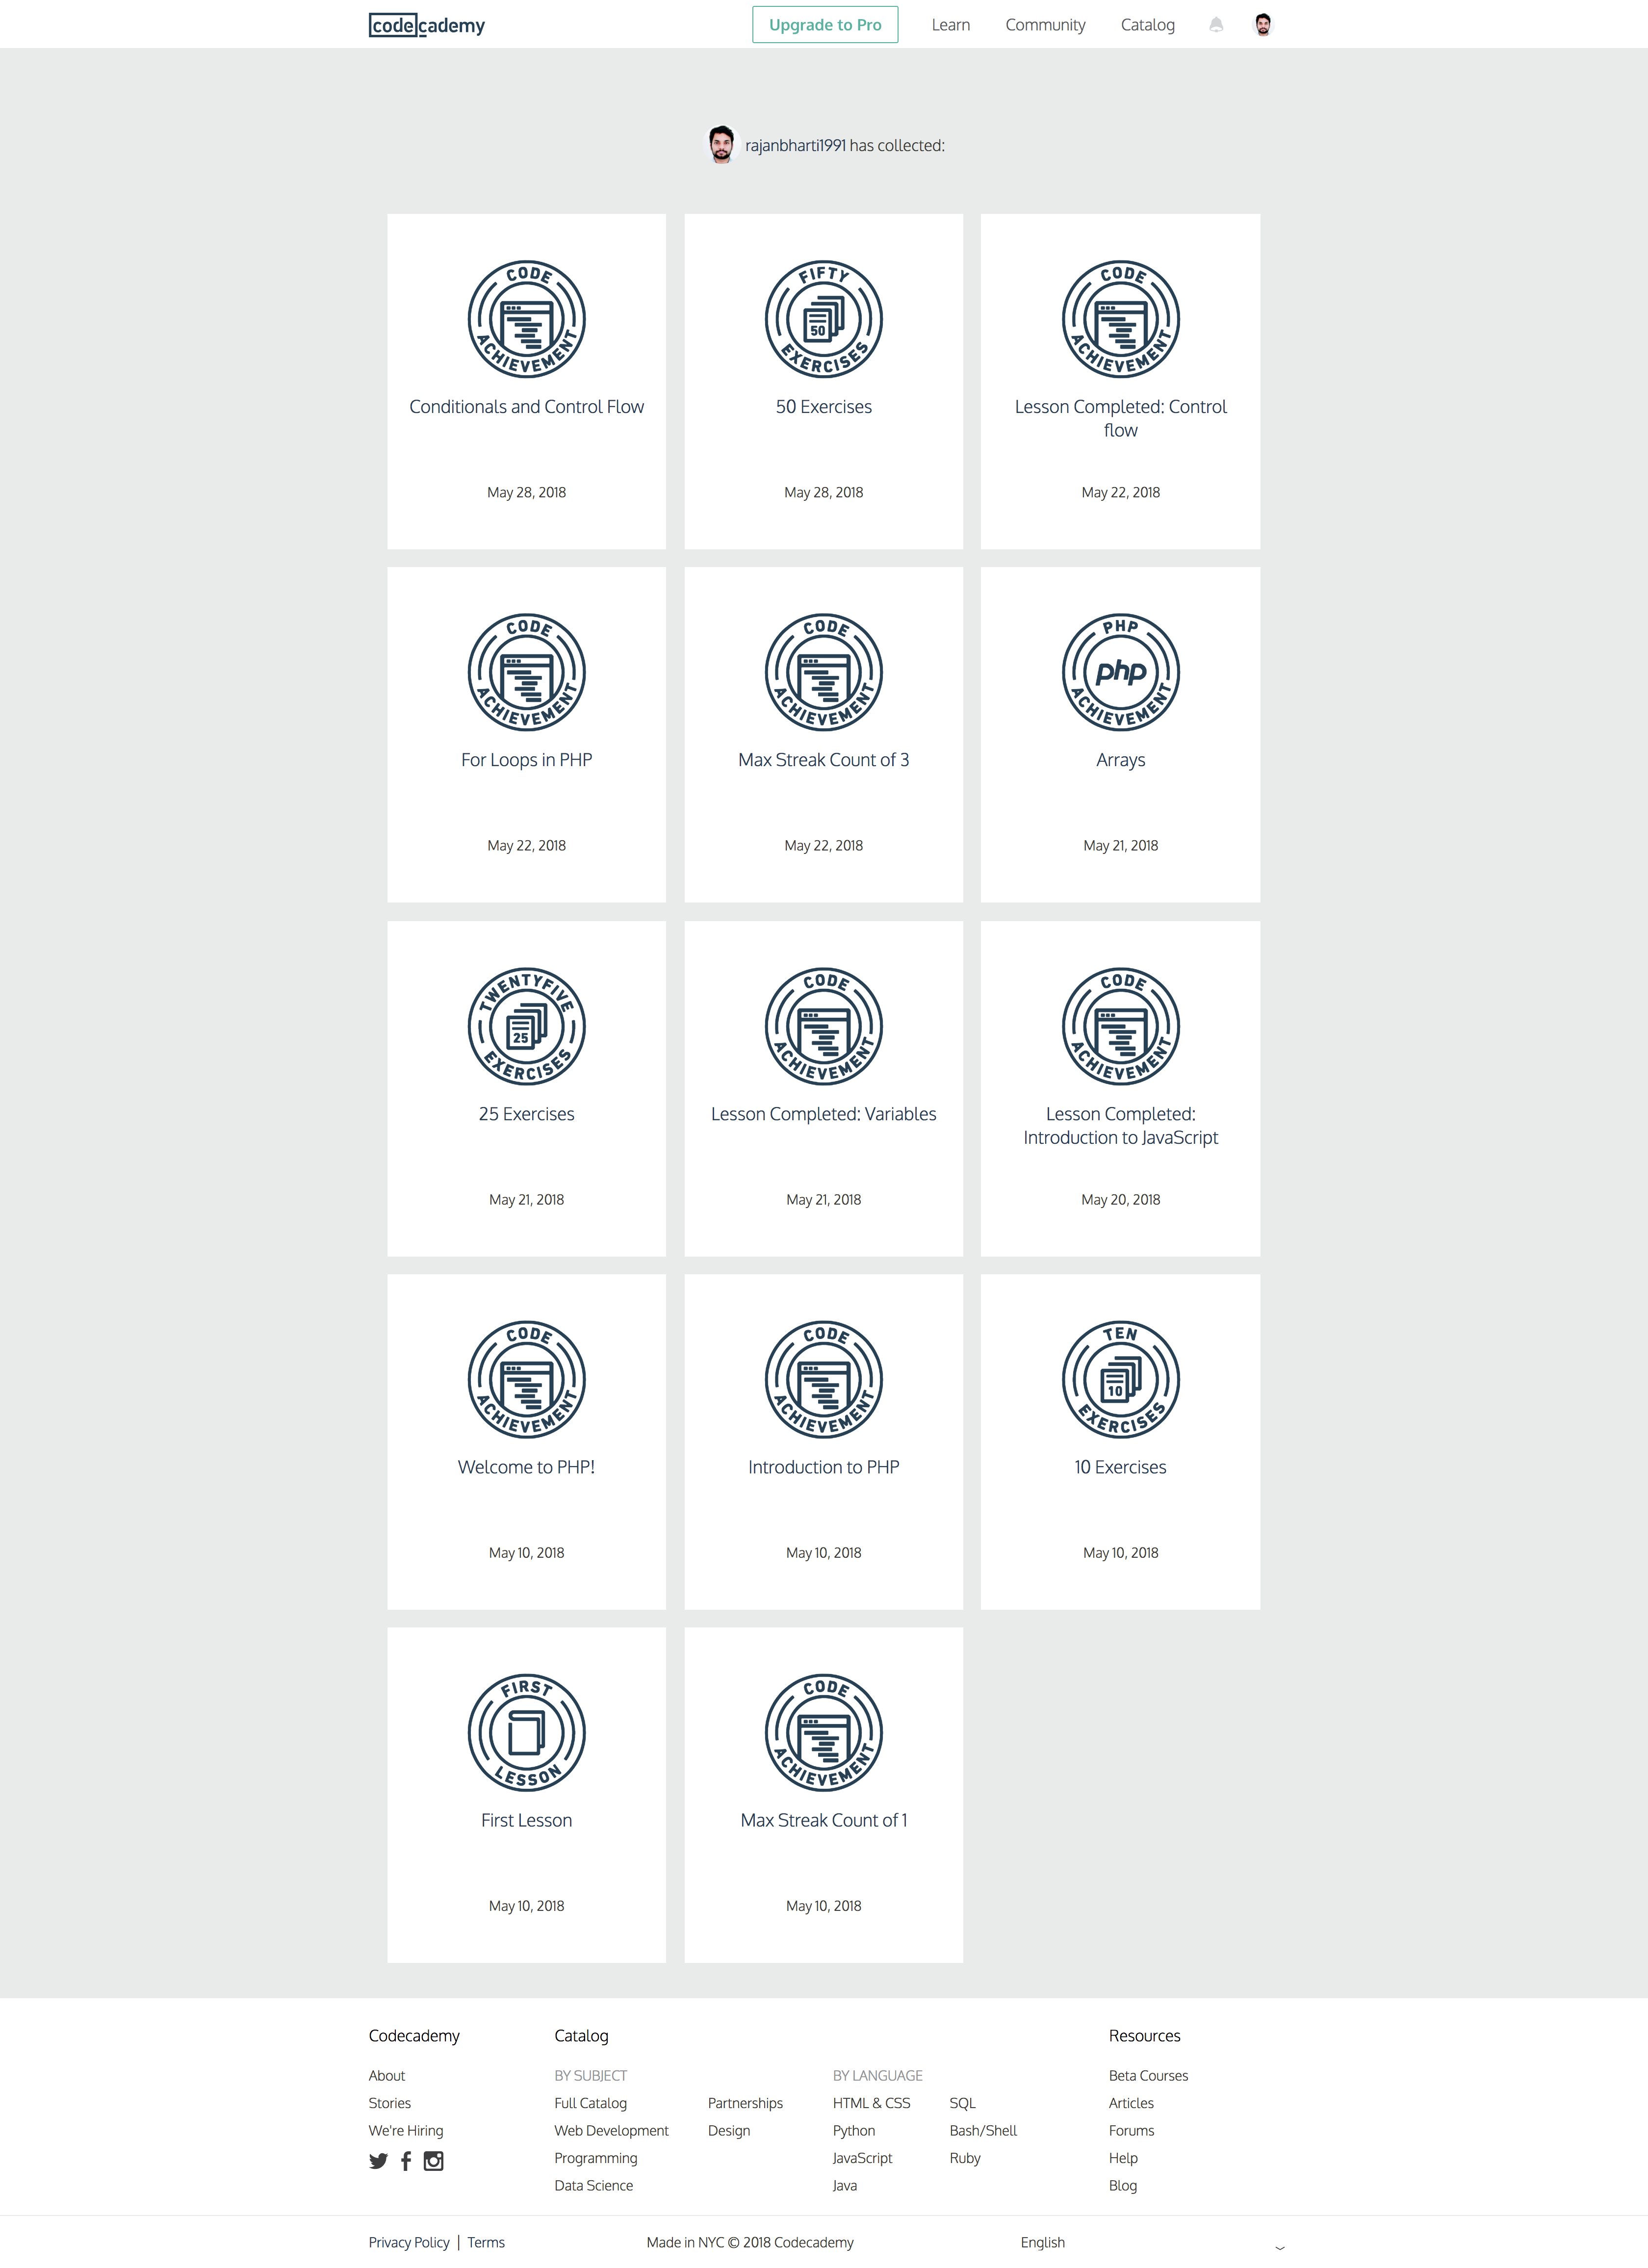 codecademy
Upgrade to Pro
Learn
Community
Catalog
rajanbharti1991 has collected:
CODE
ACHIEVEMENT
Conditionals and Control Flow
May 28, 2018
FIFTY
50
EXERCISES
50 Exercises
May 28, 2018
CODE
ACHIEVEMENT
Lesson Completed: Control
flow
May 22, 2018
CODE
ACHIEVEMENT
For Loops in PHP
May 22, 2018
CODE
ACHIEVEMENT
Max Streak Count of 3
May 22, 2018
PHP
php
ACHIEVEMENT
Arrays
May 21, 2018
TWENTYFIVE
25
EXERCISES
25 Exercises
May 21, 2018
CODE
ACHIEVEMENT
Lesson Completed: Variables
May 21, 2018
CODE
ACHIEVEMENT
Lesson Completed:
Introduction to JavaScript
May 20, 2018
CODE
ACHIEVEMENT
Welcome to PHP!
May 10, 2018
CODE
ACHIEVEMENT
Introduction to PHP
May 10, 2018
TEN
10
EXERCISES
10 Exercises
May 10, 2018
FIRST
LESSON
First Lesson
May 10, 2018
CODE
ACHIEVEMENT
Max Streak Count of 1
May 10, 2018
Codecademy
About
Stories
We're Hiring
Catalog
BY SUBJECT
Full Catalog
Web Development
Programming
Data Science
Partnerships
Design
BY LANGUAGE
HTML & CSS
Python
JavaScript
Java
SQL
Bash/Shell
Ruby
Resources
Beta Courses
Articles
Forums
Help
Blog
Privacy Policy | Terms
Made in NYC © 2018 Codecademy
English